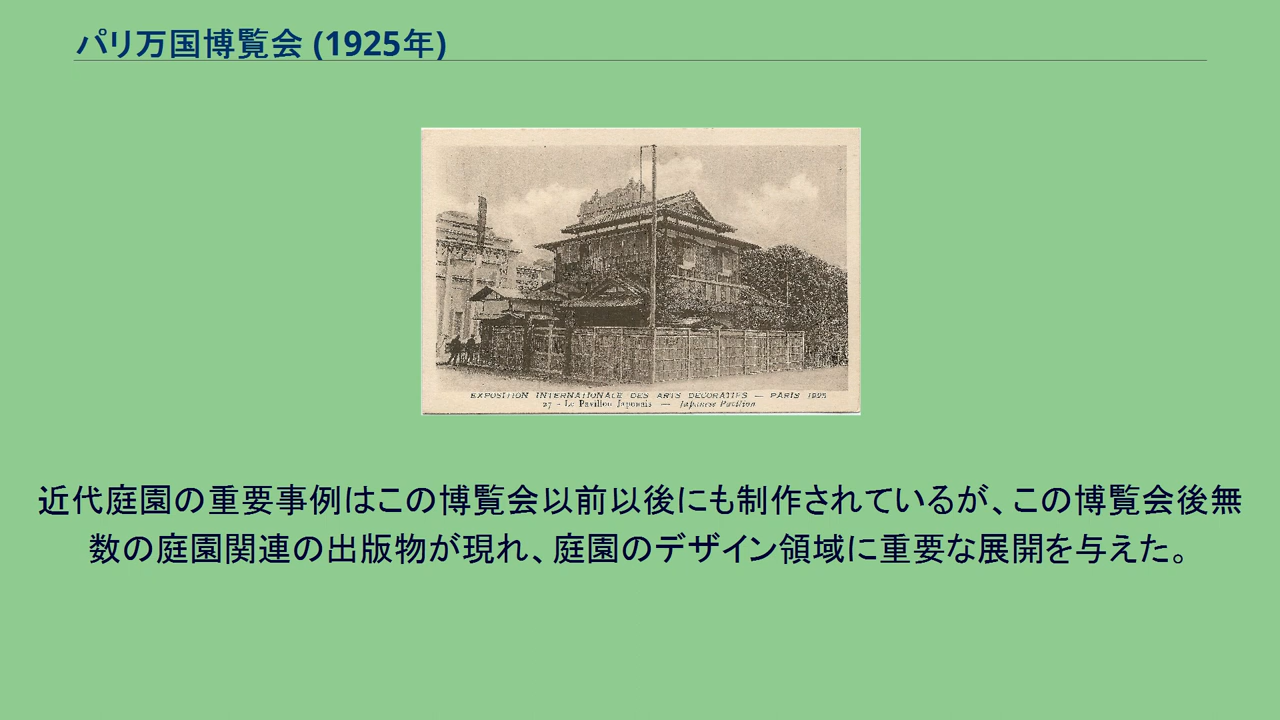 パリ万国博覧会 (1925年)
EXPOSITION INTERNATIONALE DES ARTS DECORATIFS — PARIS 1925
27 - Le Pavillon Japonais — Japanese Pavilion
近代庭園の重要事例はこの博覧会以前以後にも制作されているが、この博覧会後無
数の庭園関連の出版物が現れ、庭園のデザイン領域に重要な展開を与えた。